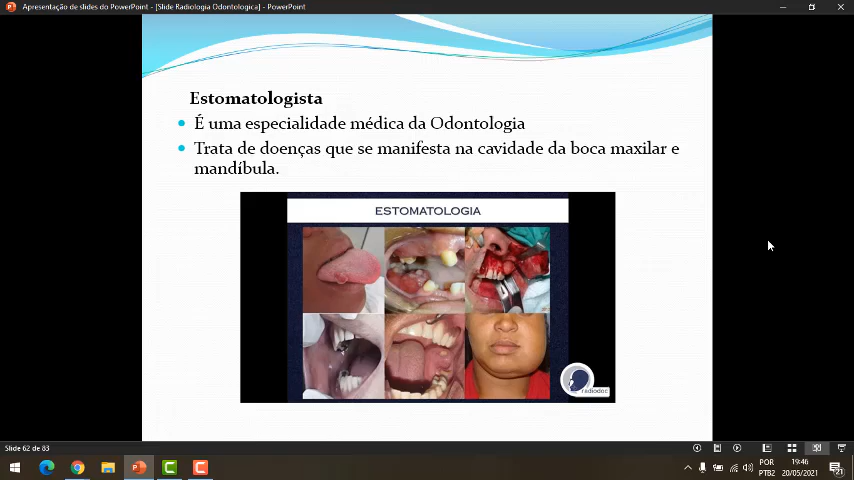 Apresentação de slides do PowerPoint - [Slide Radiologia Odontologica] - PowerPoint
Estomatologista
É uma especialidade médica da Odontologia
Trata de doenças que se manifesta na cavidade da boca maxilar e
mandíbula.
ESTOMATOLOGIA
radiodoc
Slide 62 de 83
POR
PTB2
19:46
20/05/2021
21